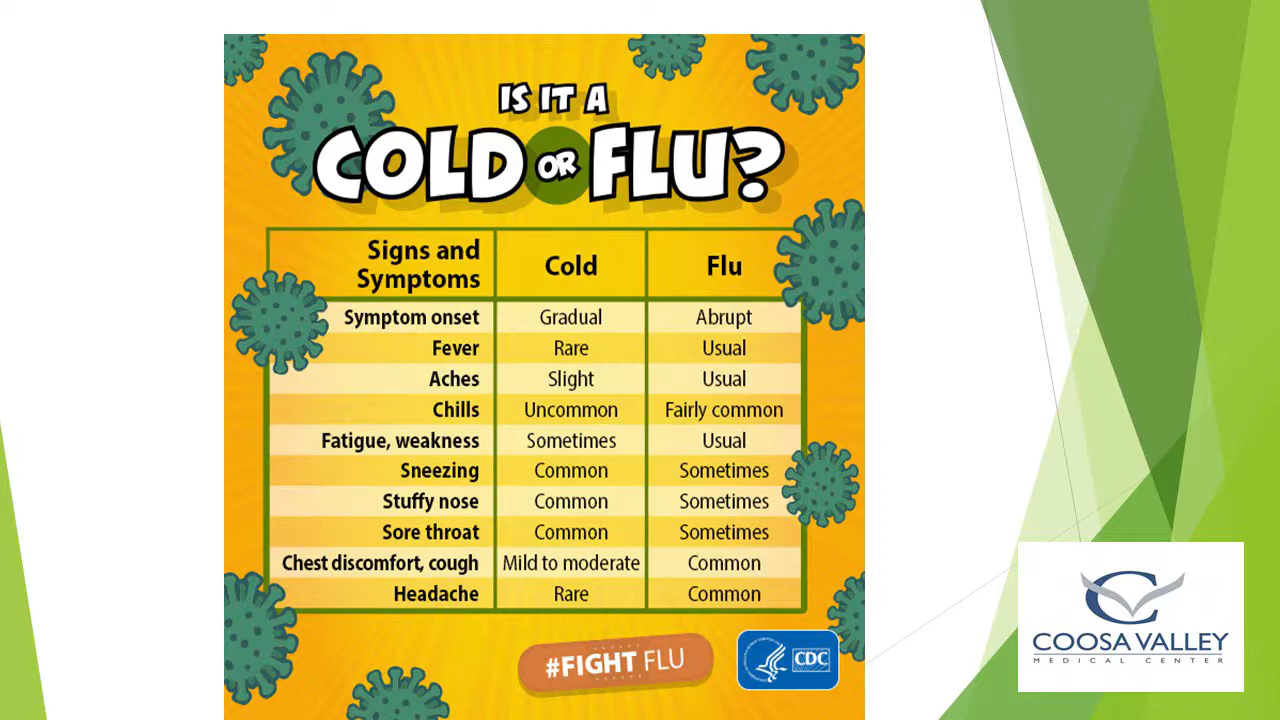 IS IT A
COLD OR FLU?
Signs and Symptoms Cold Flu
Symptom onset Gradual Abrupt
Fever Rare Usual
Aches Slight Usual
Chills Uncommon Fairly common
Fatigue, weakness Sometimes Usual
Sneezing Common Sometimes
Stuffy nose Common Sometimes
Sore throat Common Sometimes
Chest discomfort, cough Mild to moderate Common
Headache Rare Common
#FIGHT FLU
CDC
COOSA VALLEY
MEDICAL CENTER